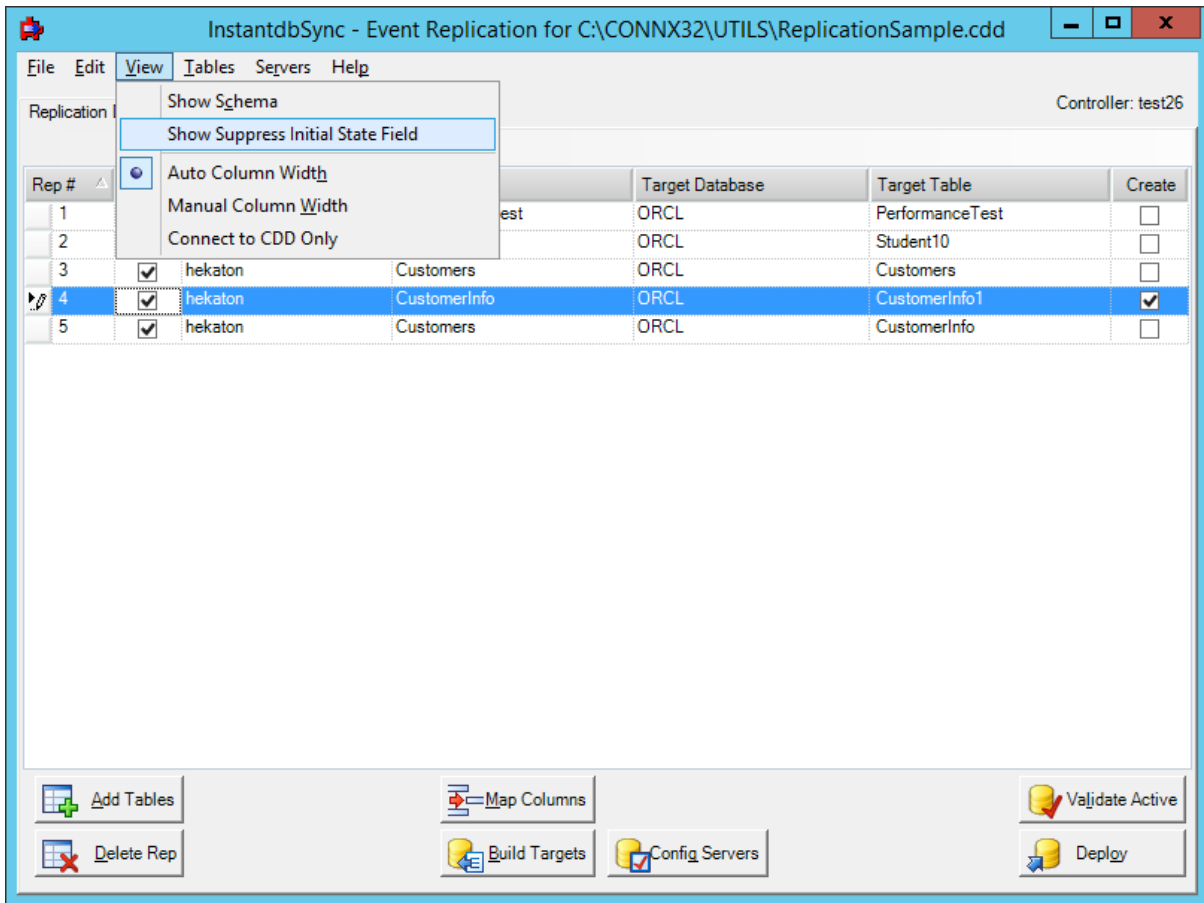 InstantdbSync - Event Replication for C:\CONNX32\UTILS\ReplicationSample.cdd
File Edit View Tables Servers Help
Replication
Controller: test26
Show Schema
Show Suppress Initial State Field
Auto Column Width
Manual Column Width
Connect to CDD Only
Rep # Target Database Target Table Create
1 est ORCL PerformanceTest
2 ORCL Student10
3 hekaton Customers ORCL Customers
4 hekaton CustomerInfo ORCL CustomerInfo1
5 hekaton Customers ORCL CustomerInfo
Add Tables Map Columns Validate Active
Delete Rep Build Targets Config Servers Deploy